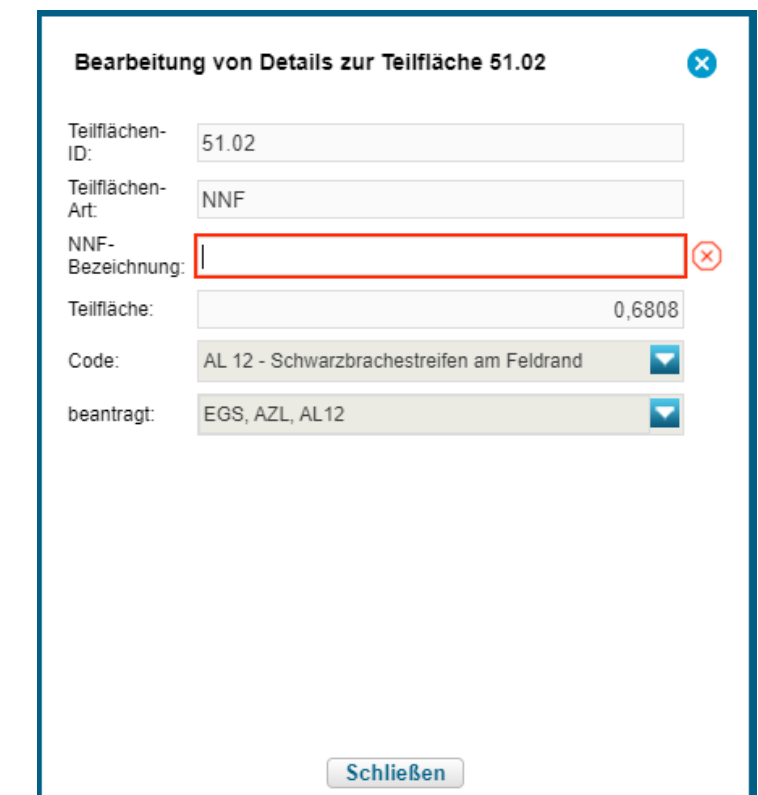 Bearbeitung von Details zur Teilfläche 51.02
Teilflächen-
ID:
51.02
Teilflächen-
Art:
NNF
NNF-
Bezeichnung:
Teilfläche:
0,6808
Code:
AL 12 - Schwarzbrachestreifen am Feldrand
beantragt:
EGS, AZL, AL12
Schließen